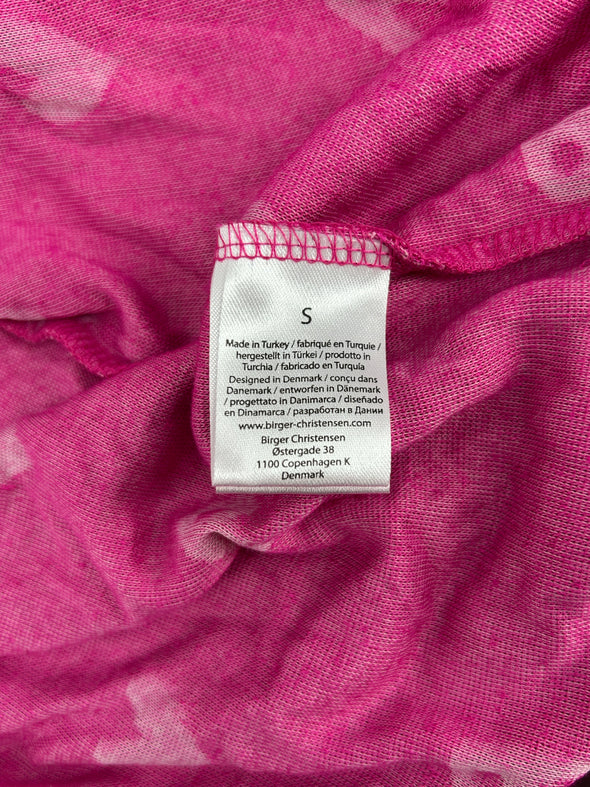 S
Made in Turkey / fabriqué en Turquie /
hergestellt in Türkei / prodotto in
Turchia / fabricado en Turquía
Designed in Denmark / conçu dans
Danemark / entworfen in Dänemark
/ progettato in Danimarca / diseñado
en Dinamarca / разработан в Дании
www.birger-christensen.com
Birger Christensen
Østergade 38
1100 Copenhagen K
Denmark